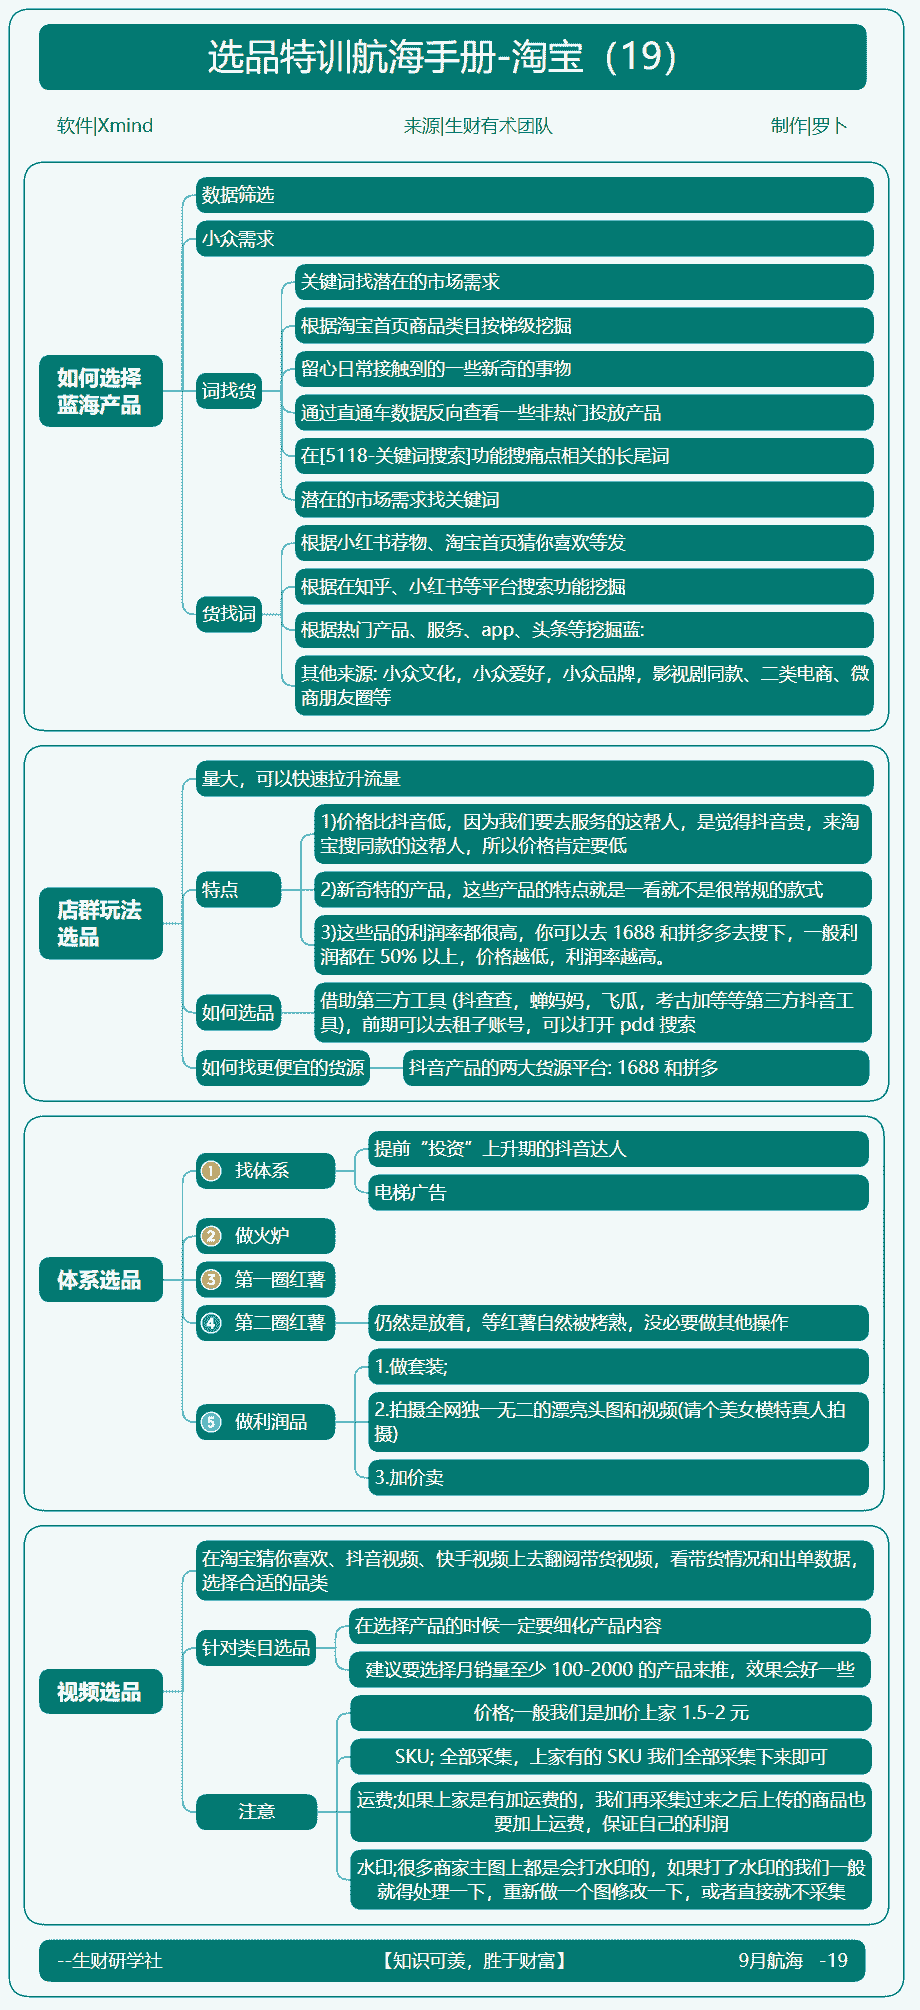 选品特训航海手册-淘宝（19）
软件|Xmind
来源|生财有术团队
制作|罗卜
如何选择
蓝海产品
数据筛选
小众需求
词找货
关键词找潜在的市场需求
根据淘宝首页商品类目按梯级挖掘
留心日常接触到的一些新奇的事物
通过直通车数据反向查看一些非热门投放产品
在[5118-关键词搜索]功能搜痛点相关的长尾词
潜在的市场需求找关键词
货找词
根据小红书荐物、淘宝首页猜你喜欢等发
根据在知乎、小红书等平台搜索功能挖掘
根据热门产品、服务、app、头条等挖掘蓝:
其他来源: 小众文化，小众爱好，小众品牌，影视剧同款、二类电商、微
商朋友圈等
店群玩法
选品
量大，可以快速拉升流量
特点
1)价格比抖音低，因为我们要去服务的这帮人，是觉得抖音贵，来淘
宝搜同款的这帮人，所以价格肯定要低
2)新奇特的产品，这些产品的特点就是一看就不是很常规的款式
3)这些品的利润率都很高，你可以去 1688 和拼多多去搜下，一般利
润都在 50% 以上，价格越低，利润率越高。
如何选品
借助第三方工具 (抖查查，蝉妈妈，飞瓜，考古加等等第三方抖音工
具)，前期可以去租子账号，可以打开 pdd 搜索
如何找更便宜的货源
抖音产品的两大货源平台: 1688 和拼多
体系选品
1 找体系
提前“投资”上升期的抖音达人
电梯广告
2 做火炉
3 第一圈红薯
4 第二圈红薯
仍然是放着，等红薯自然被烤熟，没必要做其他操作
5 做利润品
1.做套装;
2.拍摄全网独一无二的漂亮头图和视频(请个美女模特真人拍
摄)
3.加价卖
视频选品
在淘宝猜你喜欢、抖音视频、快手视频上去翻阅带货视频，看带货情况和出单数据，
选择合适的品类
针对类目选品
在选择产品的时候一定要细化产品内容
建议要选择月销量至少 100-2000 的产品来推，效果会好一些
注意
价格;一般我们是加价上家 1.5-2 元
SKU; 全部采集，上家有的 SKU 我们全部采集下来即可
运费;如果上家是有加运费的，我们再采集过来之后上传的商品也
要加上运费，保证自己的利润
水印;很多商家主图上都是会打水印的，如果打了水印的我们一般
就得处理一下，重新做一个图修改一下，或者直接就不采集
--生财研学社
【知识可羡，胜于财富】
9月航海 -19